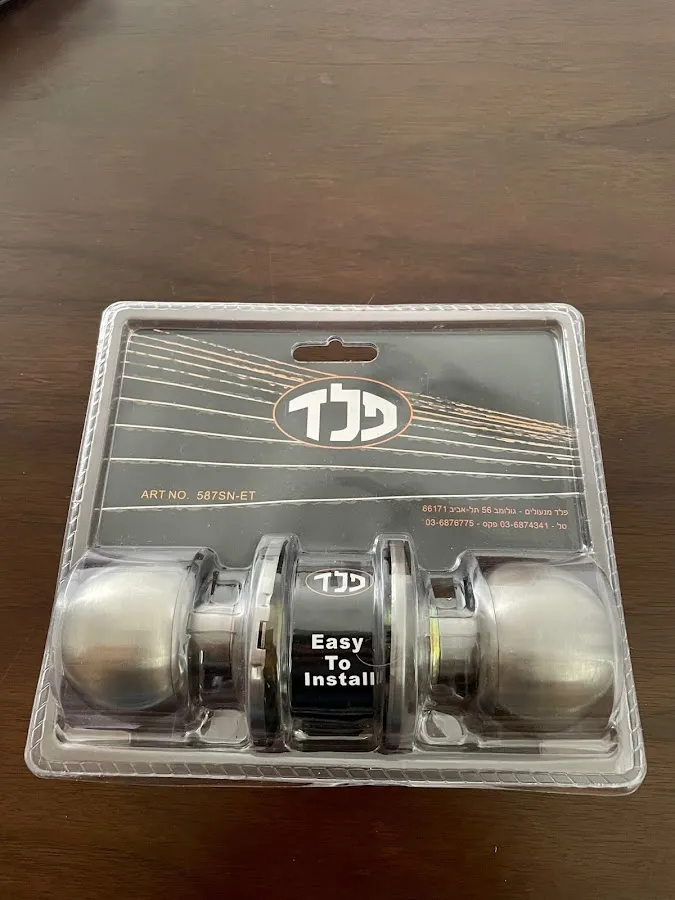 פלד
ART NO. 587SN-ET
פלד מנעולים - גולומב 56 תל-אביב 66171
טל - 03-6874341 פקס - 03-6876775
פלד
Easy
To
Install